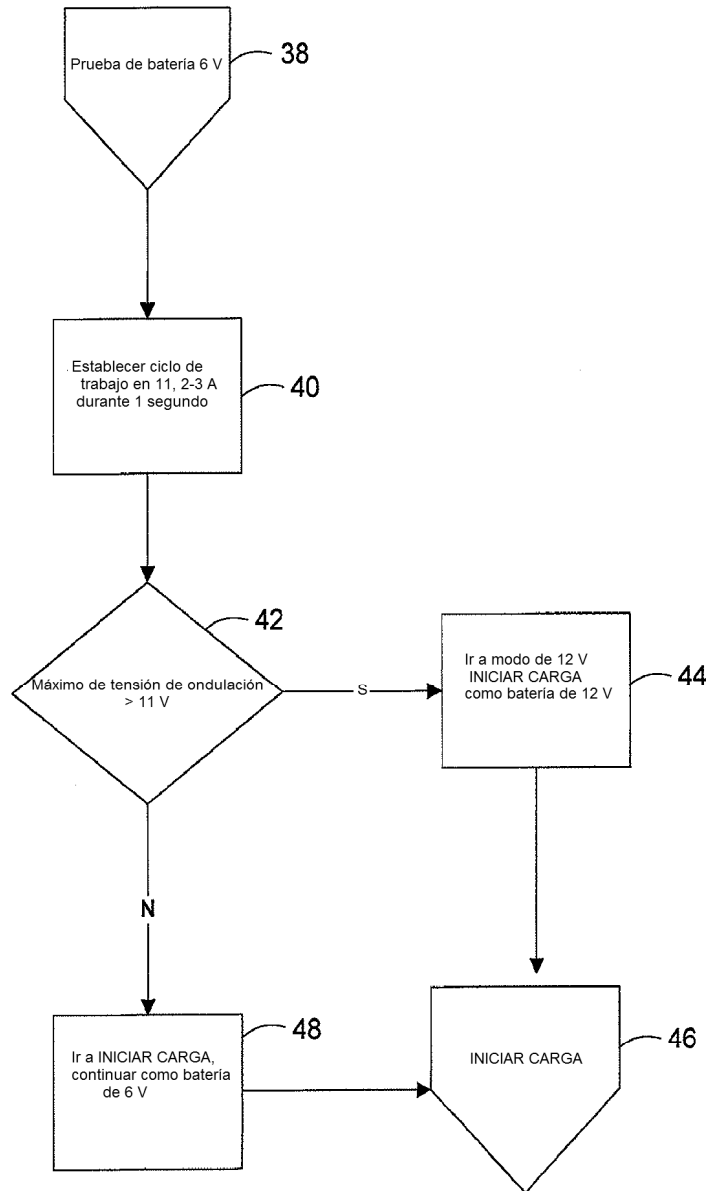 Prueba de batería 6 V
38
Establecer ciclo de
trabajo en 11, 2-3 A
durante 1 segundo
40
42
Máximo de tensión de ondulación
> 11 V
S
Ir a modo de 12 V
INICIAR CARGA
como batería de 12 V
44
N
48
Ir a INICIAR CARGA,
continuar como batería
de 6 V
INICIAR CARGA
46